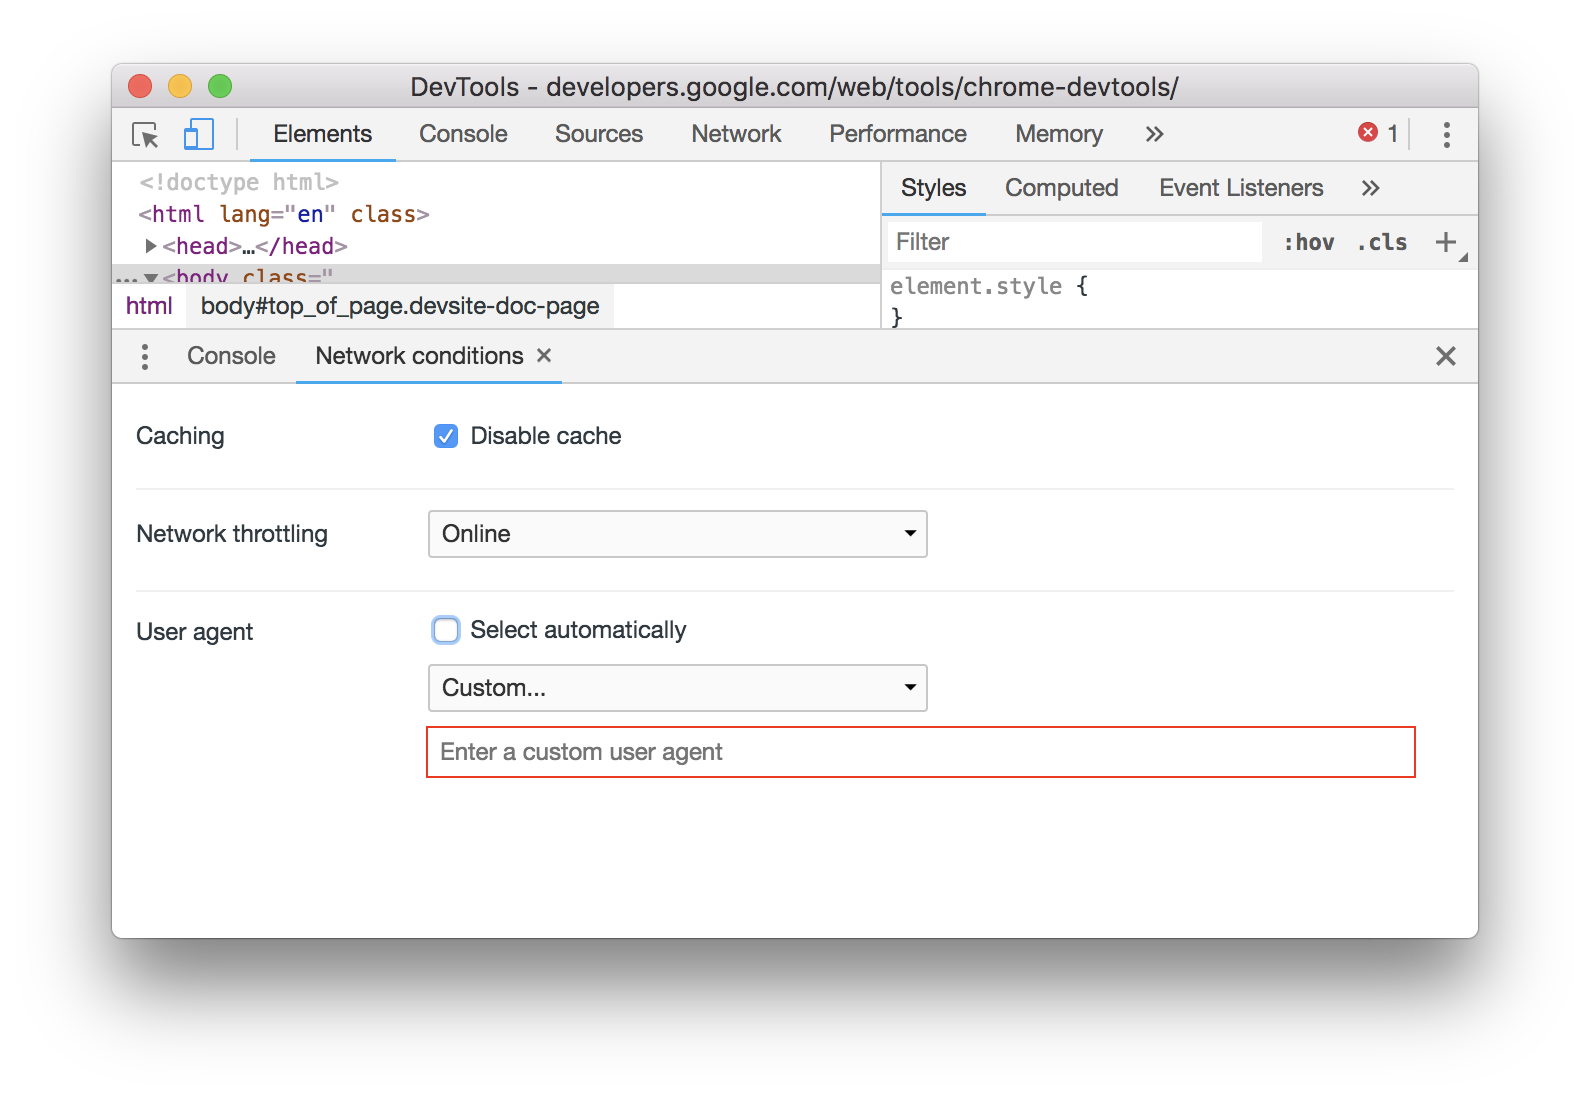 DevTools - developers.google.com/web/tools/chrome-devtools/
Elements Console Sources Network Performance Memory » 1
<!doctype html>
<html lang="en" class>
<head>…</head>
<body class="
html body#top_of_page.devsite-doc-page
Styles Computed Event Listeners »
Filter :hov .cls +
element.style {
}
Console Network conditions ×
Caching Disable cache
Network throttling Online
User agent Select automatically
Custom...
Enter a custom user agent